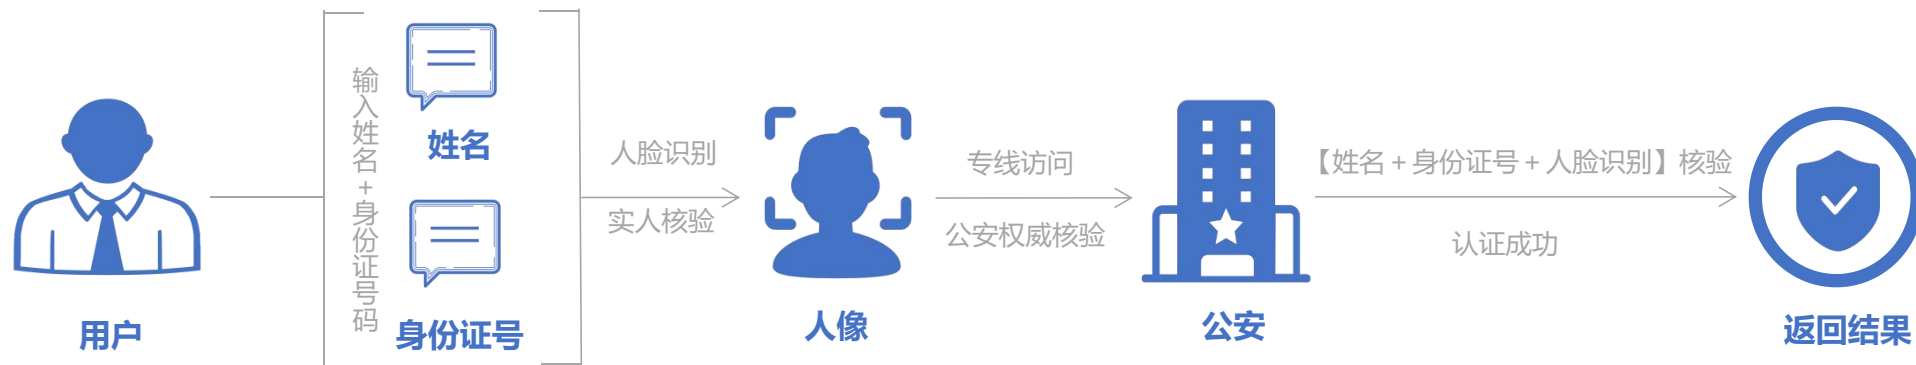 用户
输入姓名+身份证号码
姓名
身份证号
人脸识别
实人核验
人像
专线访问
公安权威核验
公安
【姓名+身份证号+人脸识别】核验
认证成功
返回结果